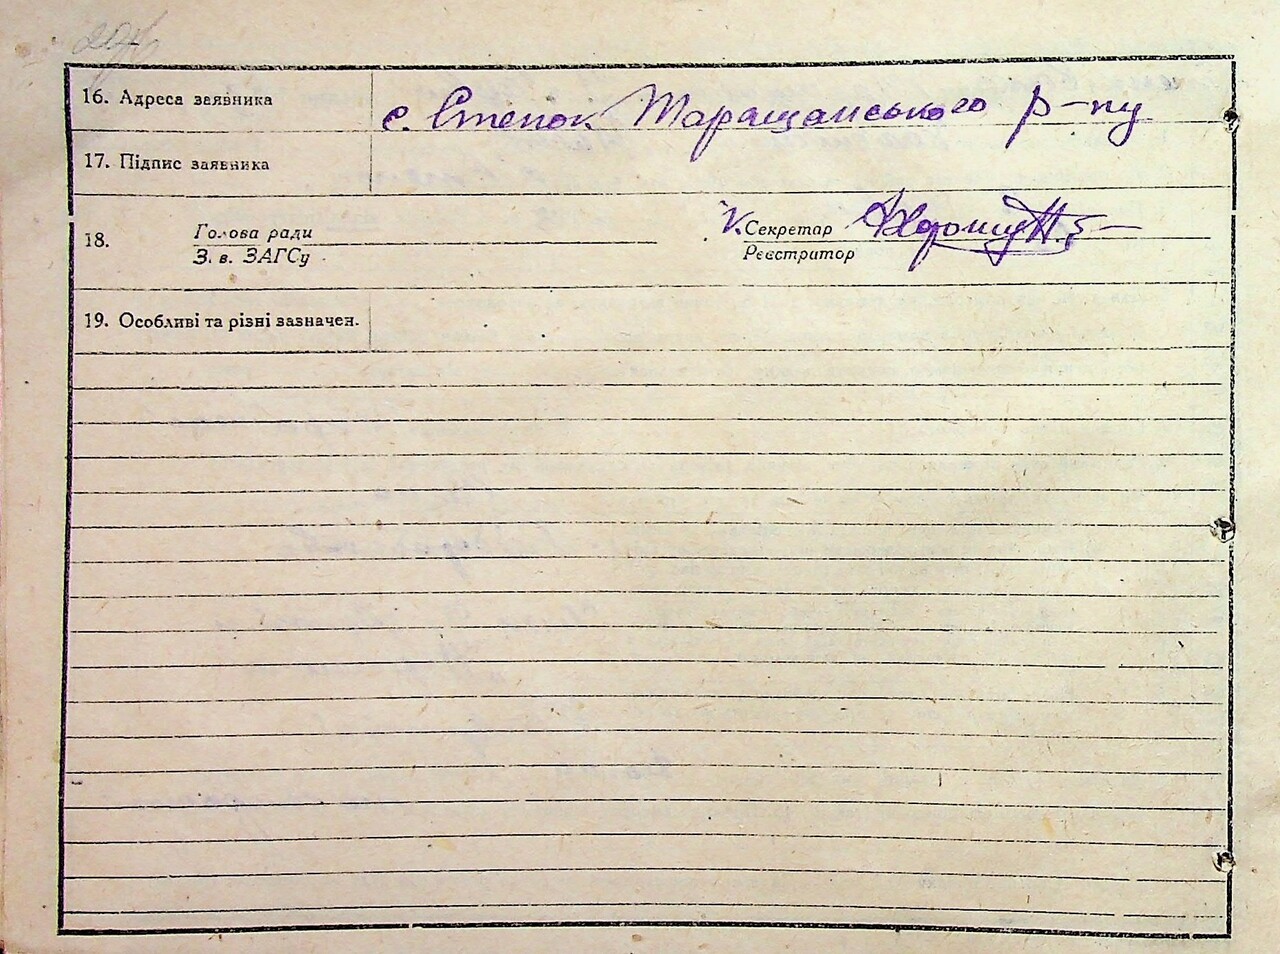 16. Адреса заявника
с. Степок Таращанського р-ну
17. Підпис заявника
18. Голова ради
З. в. ЗАГСу
Секретар
Реєстратор
19. Особливі та різні зазначен.